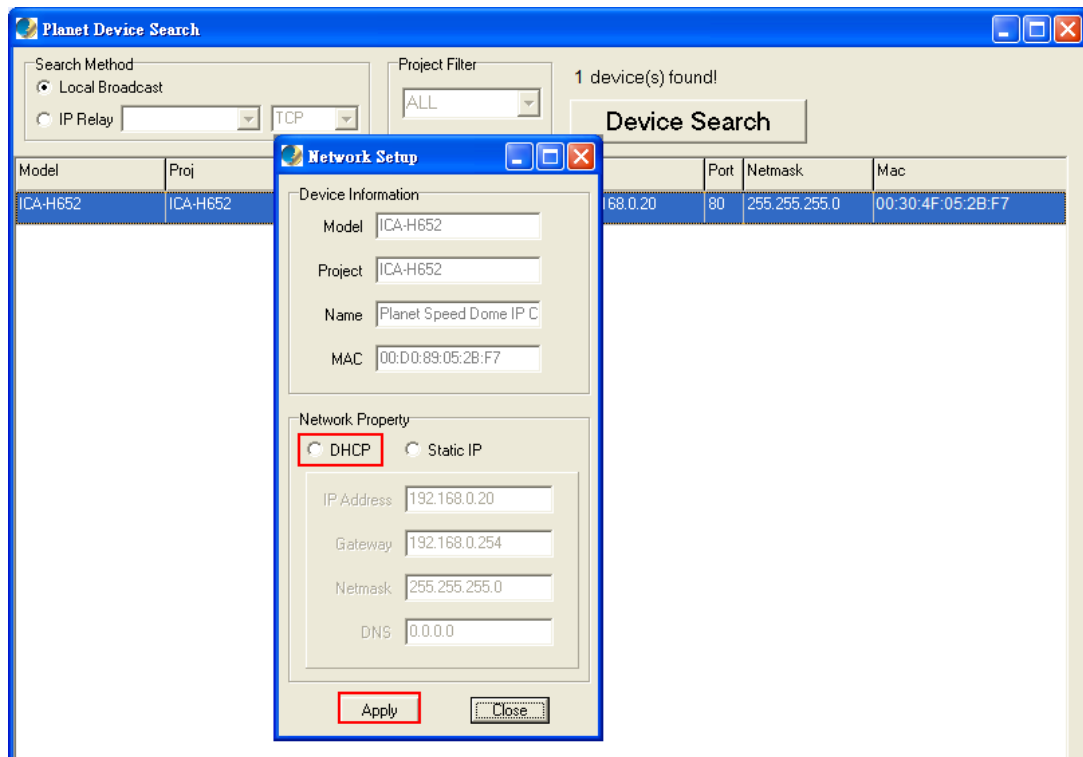 Planet Device Search
Search Method
Local Broadcast
IP Relay
TCP
Project Filter
ALL
1 device(s) found!
Device Search
Model Proj Port Netmask Mac
ICA-H652 ICA-H652 168.0.20 80 255.255.255.0 00:30:4F:05:2B:F7
Network Setup
Device Information
Model ICA-H652
Project ICA-H652
Name Planet Speed Dome IP C
MAC 00:D0:89:05:2B:F7
Network Property
DHCP Static IP
IP Address 192.168.0.20
Gateway 192.168.0.254
Netmask 255.255.255.0
DNS 0.0.0.0
Apply Close